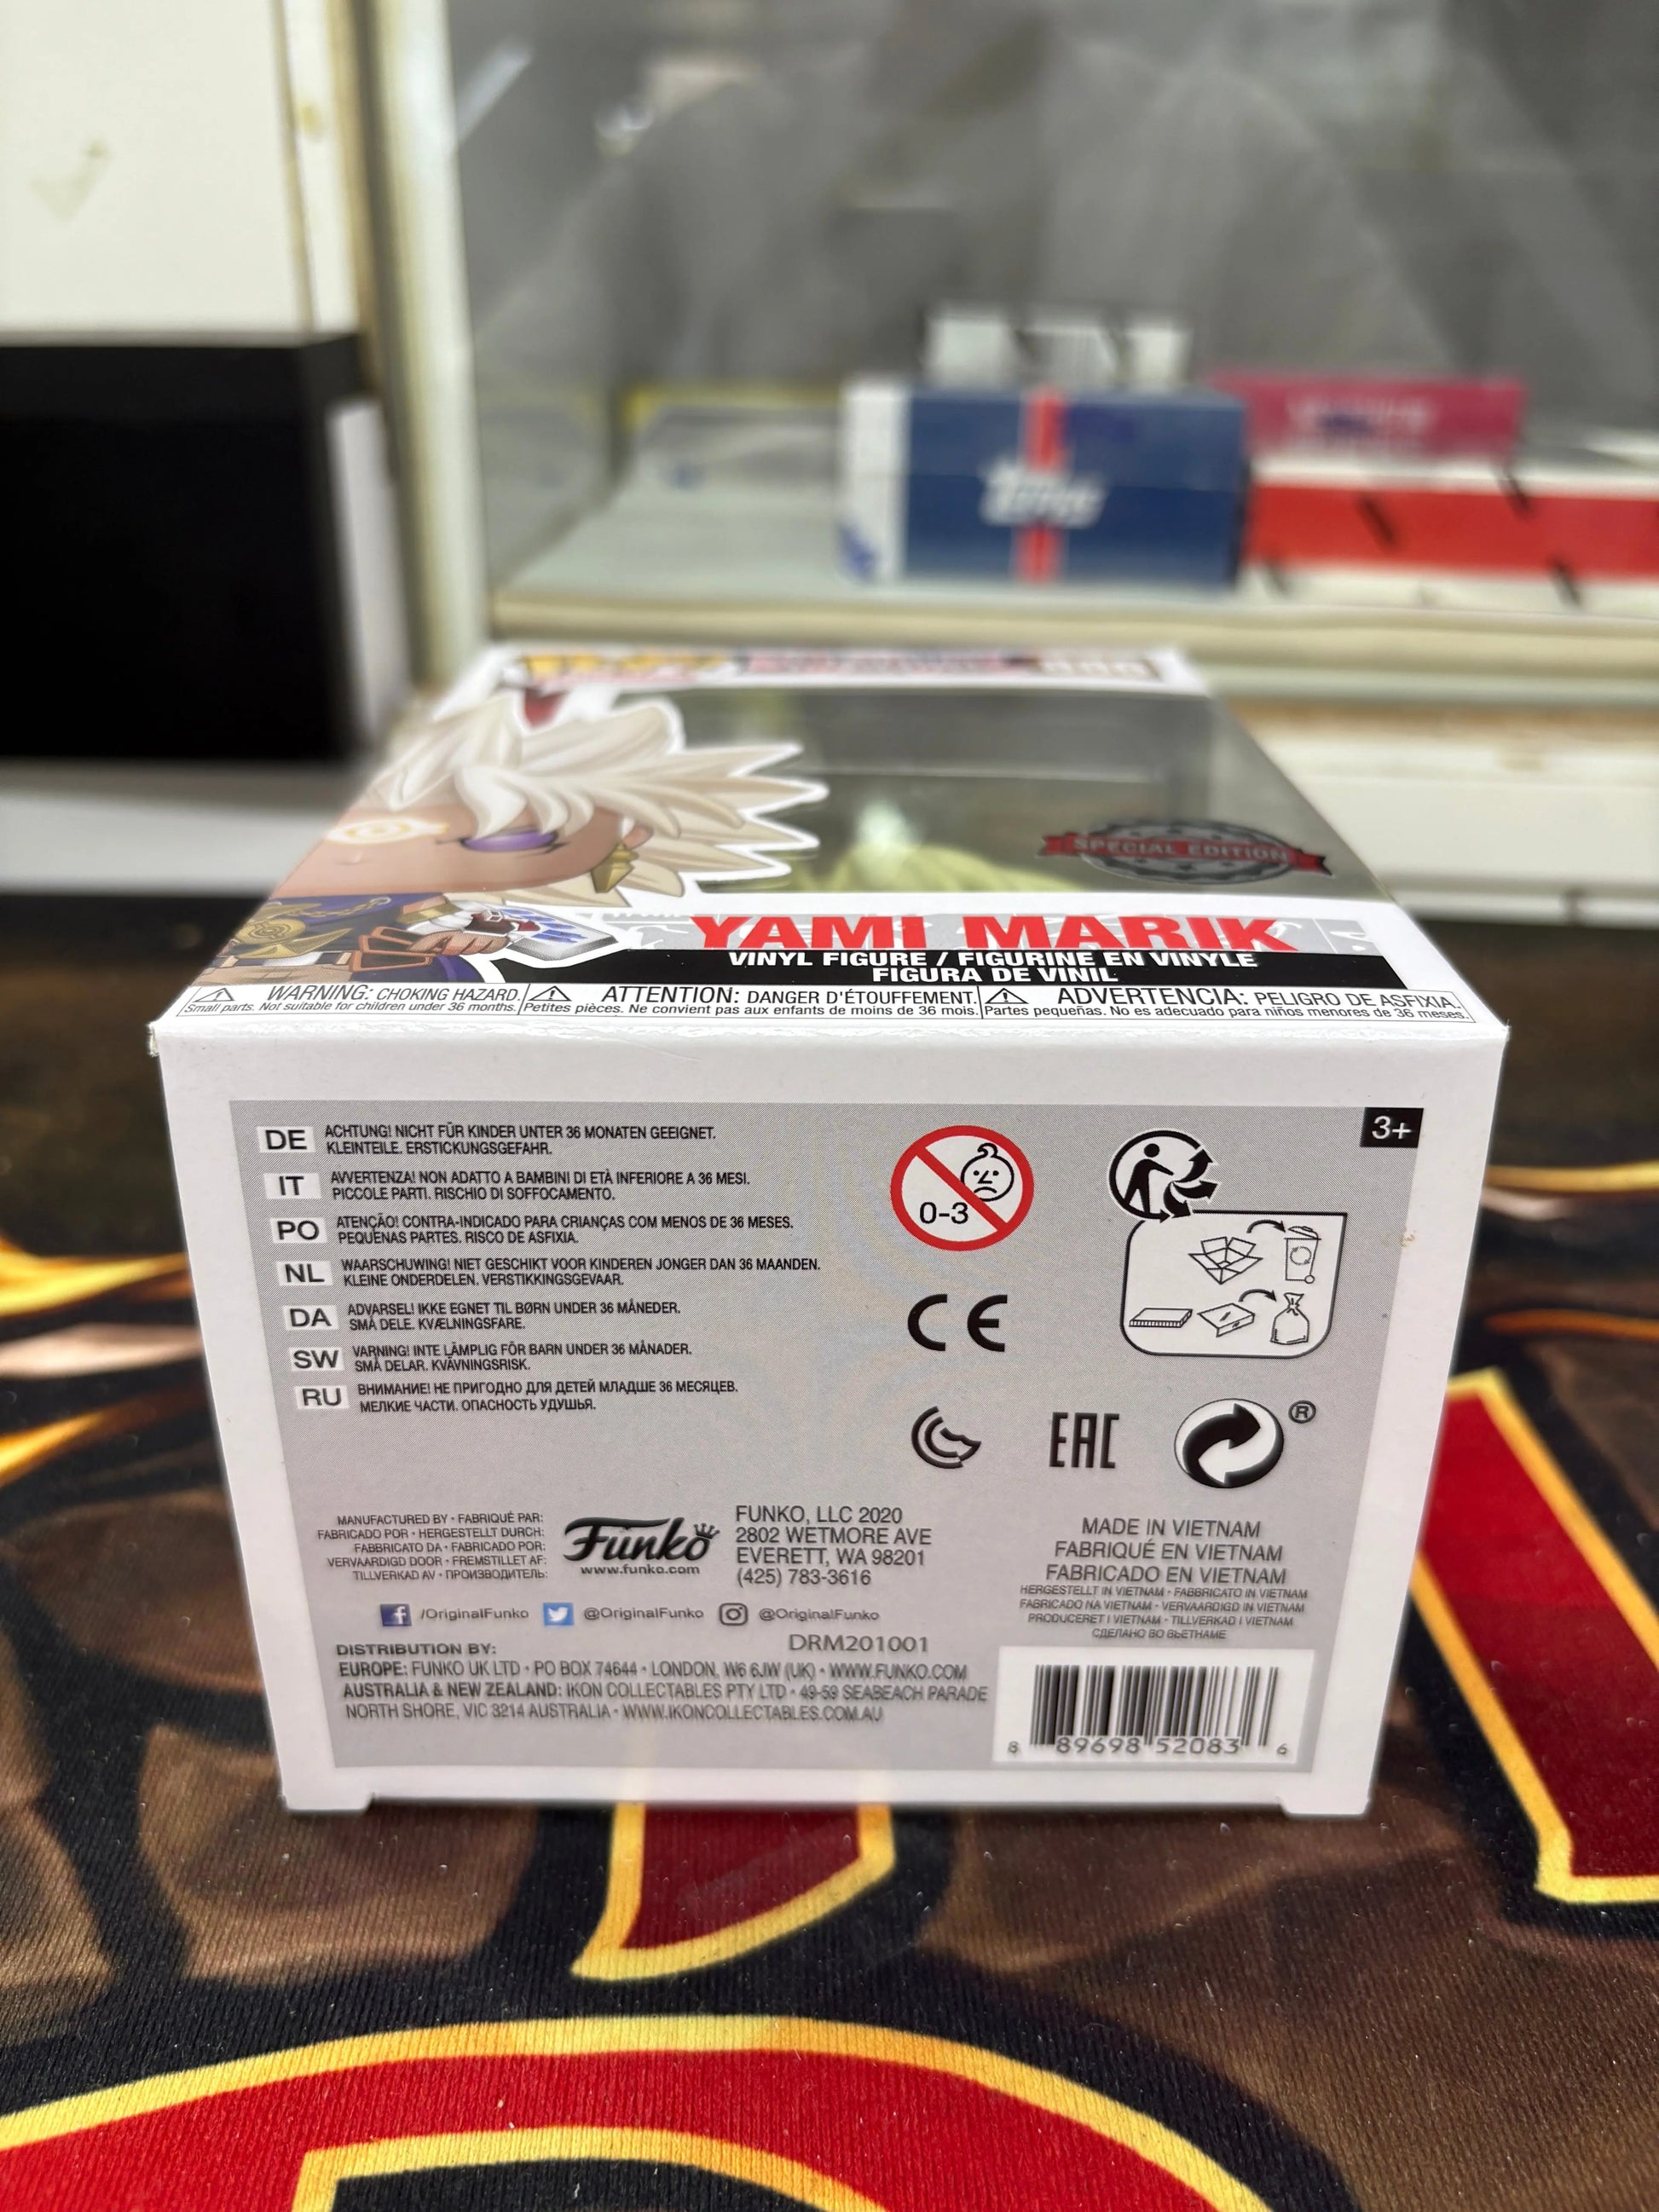 Topps
SPECIAL EDITION
YAMI MARIK
VINYL FIGURE / FIGURINE EN VINYLE
FIGURA DE VINIL
WARNING: CHOKING HAZARD.
Small parts. Not suitable for children under 36 months.
ATTENTION: DANGER D'ÉTOUFFEMENT.
Petites pièces. Ne convient pas aux enfants de moins de 36 mois.
ADVERTENCIA: PELIGRO DE ASFIXIA.
Partes pequeñas. No es adecuado para niños menores de 36 meses.
3+
DE ACHTUNG! NICHT FÜR KINDER UNTER 36 MONATEN GEEIGNET.
KLEINTEILE. ERSTICKUNGSGEFAHR.
IT AVVERTENZA! NON ADATTO A BAMBINI DI ETÀ INFERIORE A 36 MESI.
PICCOLE PARTI. RISCHIO DI SOFFOCAMENTO.
PO ATENÇÃO! CONTRA-INDICADO PARA CRIANÇAS COM MENOS DE 36 MESES.
PEQUENAS PARTES. RISCO DE ASFIXIA.
NL WAARSCHUWING! NIET GESCHIKT VOOR KINDEREN JONGER DAN 36 MAANDEN.
KLEINE ONDERDELEN. VERSTIKKINGSGEVAAR.
DA ADVARSEL! IKKE EGNET TIL BØRN UNDER 36 MÅNEDER.
SMÅ DELE. KVÆLNINGSFARE.
SW VARNING! INTE LÄMPLIG FÖR BARN UNDER 36 MÅNADER.
SMÅ DELAR. KVÄVNINGSRISK.
RU ВНИМАНИЕ! НЕ ПРИГОДНО ДЛЯ ДЕТЕЙ МЛАДШЕ 36 МЕСЯЦЕВ.
МЕЛКИЕ ЧАСТИ. ОПАСНОСТЬ УДУШЬЯ.
0-3
CE
EAC
®
MANUFACTURED BY • FABRIQUÉ PAR:
FABRICADO POR • HERGESTELLT DURCH:
FABBRICATO DA • FABRICADO POR:
VERVAARDIGD DOOR • FREMSTILLET AF:
TILLVERKAD AV • ПРОИЗВОДИТЕЛЬ:
Funko
www.funko.com
FUNKO, LLC 2020
2802 WETMORE AVE
EVERETT, WA 98201
(425) 783-3616
MADE IN VIETNAM
FABRIQUÉ EN VIETNAM
FABRICADO EN VIETNAM
HERGESTELLT IN VIETNAM • FABBRICATO IN VIETNAM
FABRICADO NA VIETNAM • VERVAARDIGD IN VIETNAM
PRODUCERET I VIETNAM • TILLVERKAD I VIETNAM
СДЕЛАНО ВО ВЬЕТНАМЕ
/OriginalFunko @OriginalFunko @OriginalFunko
DRM201001
DISTRIBUTION BY:
EUROPE: FUNKO UK LTD • PO BOX 74644 • LONDON, W6 6JW (UK) • WWW.FUNKO.COM
AUSTRALIA & NEW ZEALAND: IKON COLLECTABLES PTY LTD • 49-59 SEABEACH PARADE
NORTH SHORE, VIC 3214 AUSTRALIA • WWW.IKONCOLLECTABLES.COM.AU
8 89698 52083 6